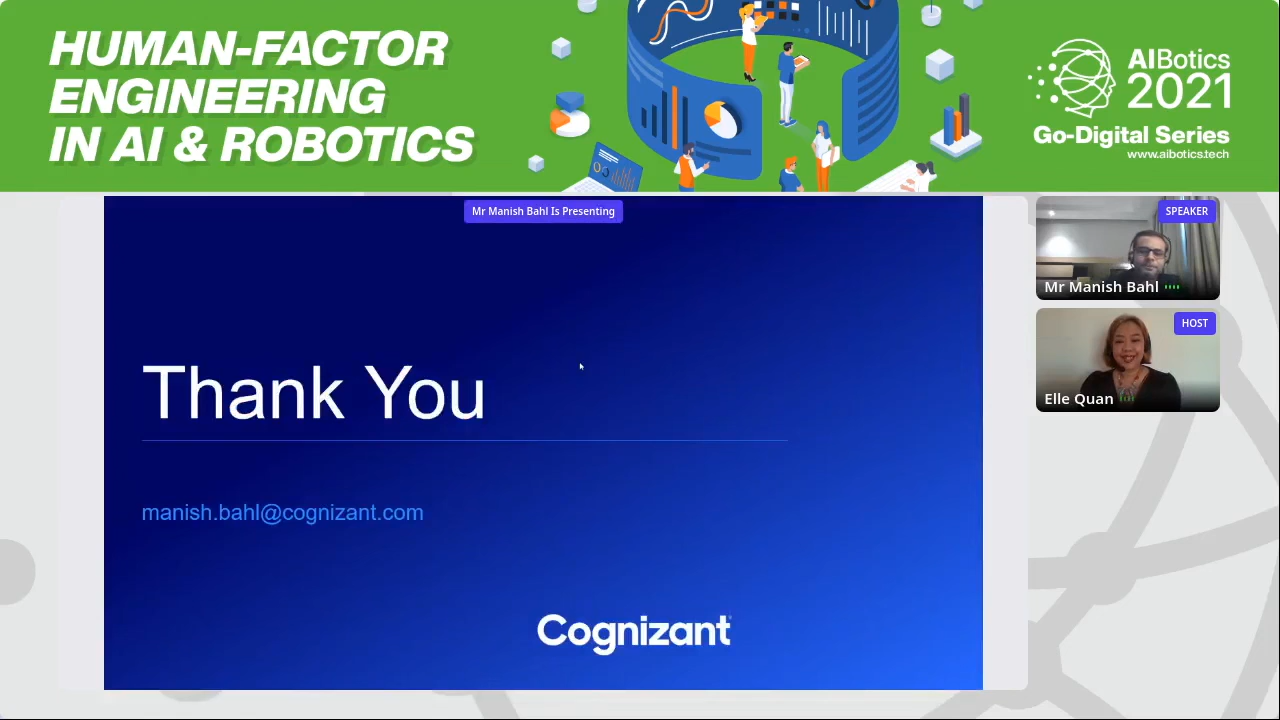 HUMAN-FACTOR
ENGINEERING
IN AI & ROBOTICS
AIBotics
2021
Go-Digital Series
www.aibotics.tech
Mr Manish Bahl Is Presenting
SPEAKER
Mr Manish Bahl
HOST
Elle Quan
Thank You
manish.bahl@cognizant.com
Cognizant